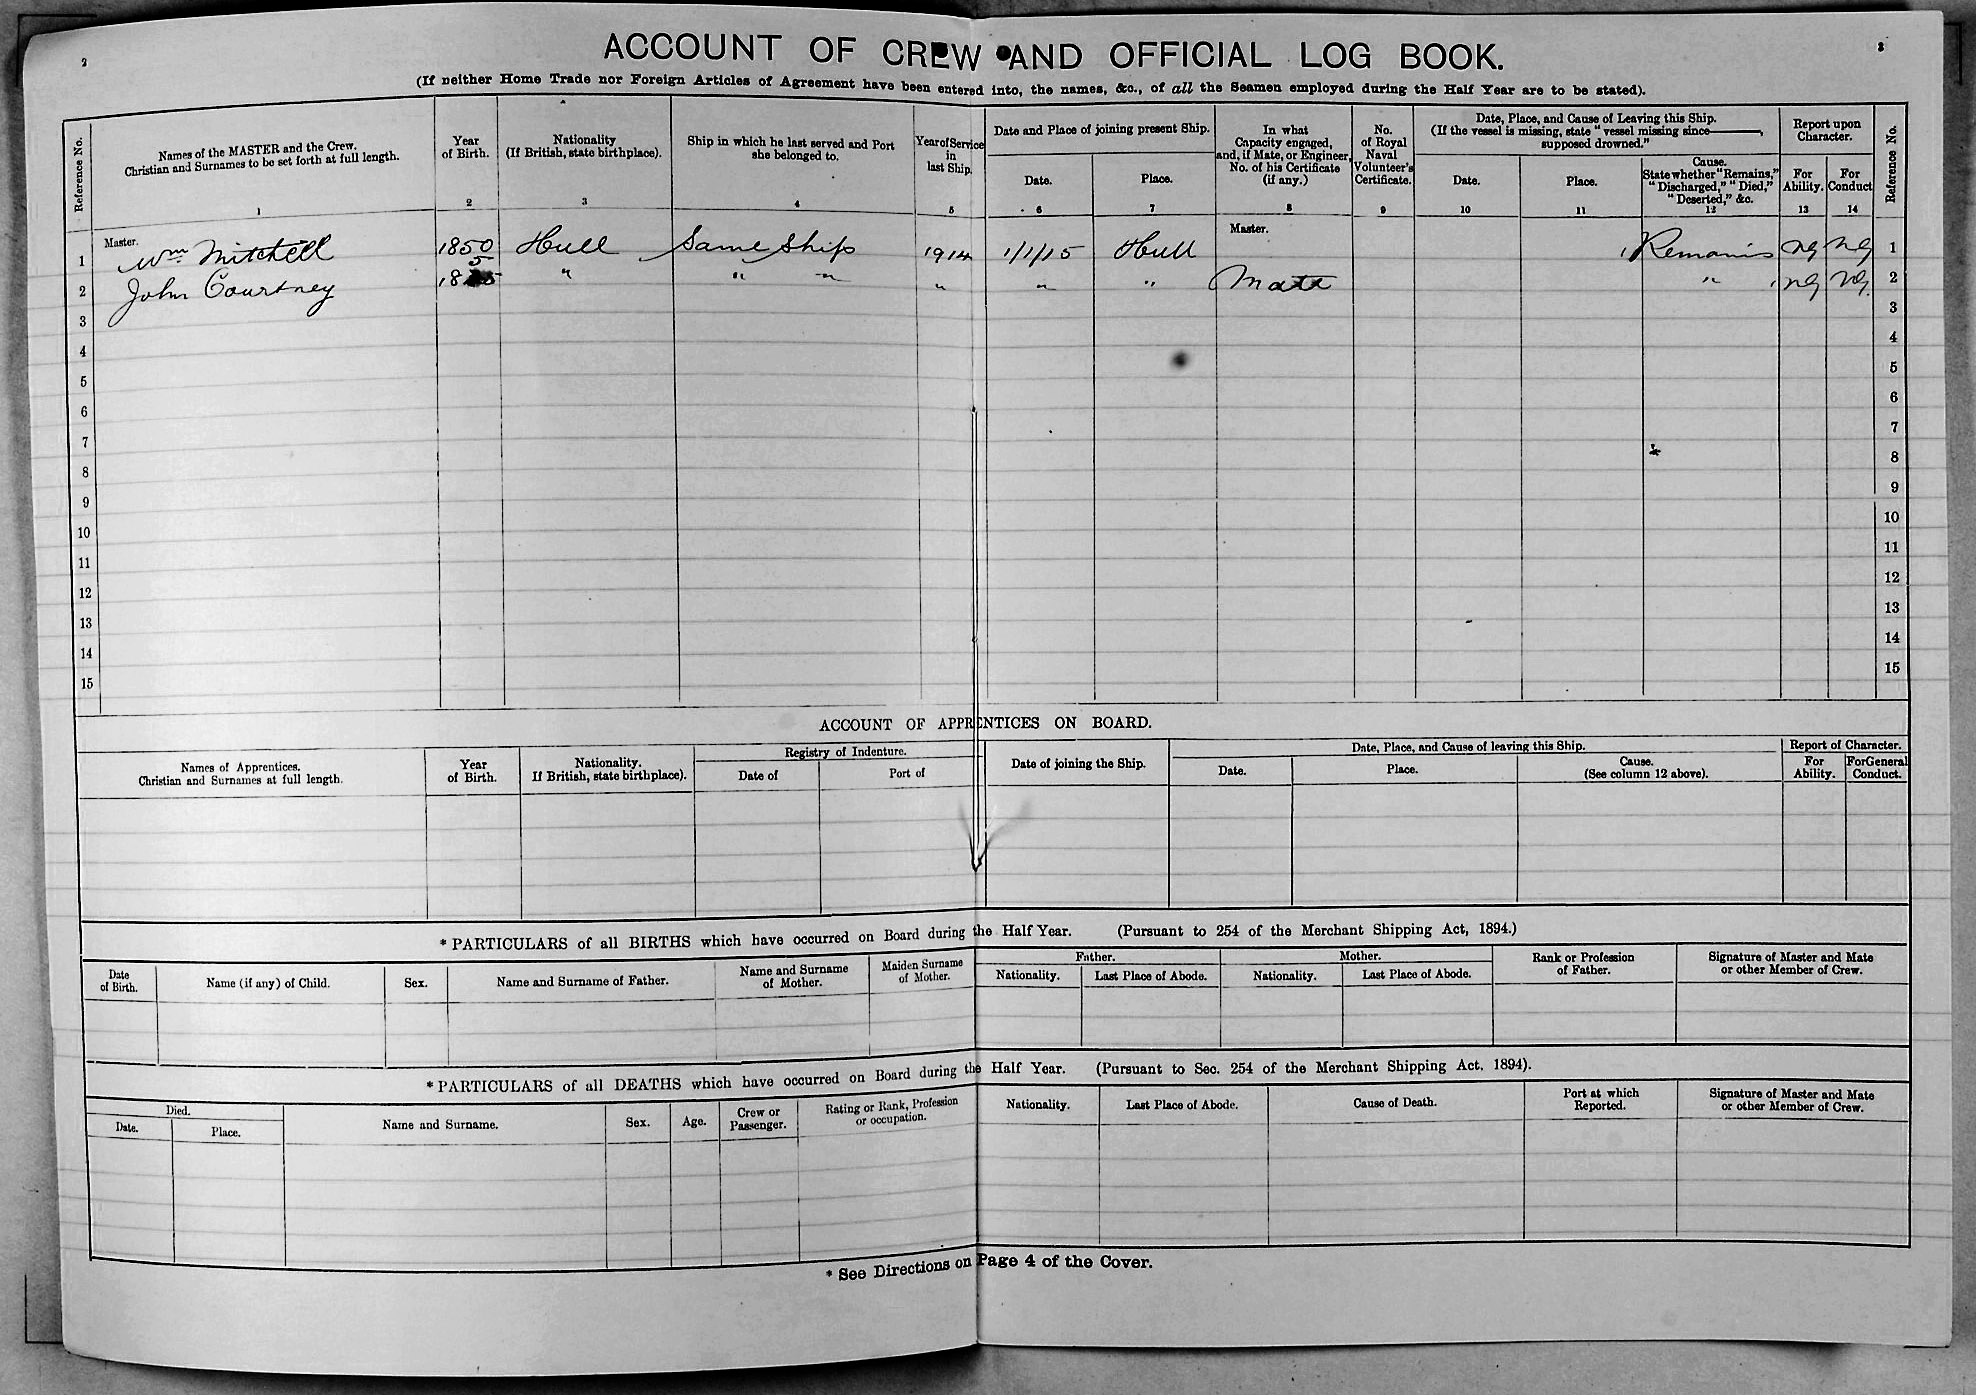 2
3
ACCOUNT OF CREW AND OFFICIAL LOG BOOK.
(If neither Home Trade nor Foreign Articles of Agreement have been entered into, the names, &c., of all the Seamen employed during the Half Year are to be stated).
Reference No.
Names of the MASTER and the Crew.
Christian and Surnames to be set forth at full length.
1
Year
of Birth.
2
Nationality
(If British, state birthplace).
3
Ship in which he last served and Port
she belonged to.
4
Year of Service
in
last Ship.
5
Date and Place of joining present Ship.
Date.
6
Place.
7
In what
Capacity engaged,
and, if Mate, or Engineer,
No. of his Certificate
(if any.)
8
No.
of Royal
Naval
Volunteer's
Certificate.
9
Date, Place, and Cause of Leaving this Ship.
(If the vessel is missing, state "vessel missing since———,
supposed drowned."
Date.
10
Place.
11
Cause.
State whether "Remains,"
"Discharged," "Died,"
"Deserted," &c.
12
Report upon
Character.
For
Ability.
13
For
Conduct
14
Reference No.
1 Master. Wm Mitchell 1850 Hull Same Ship 1914 1/1/15 Hull Master. Remains VG VG 1
2 John Courtney " " " " " " Mate " VG VG. 2
3 3
4 4
5 5
6 6
7 7
8 8
9 9
10 10
11 11
12 12
13 13
14 14
15 15
ACCOUNT OF APPRENTICES ON BOARD.
Names of Apprentices.
Christian and Surnames at full length.
Year
of Birth.
Nationality.
If British, state birthplace).
Registry of Indenture.
Date of
Port of
Date of joining the Ship.
Date, Place, and Cause of leaving this Ship.
Date.
Place.
Cause.
(See column 12 above).
Report of Character.
For
Ability.
For General
Conduct.
* PARTICULARS of all BIRTHS which have occurred on Board during the Half Year. (Pursuant to 254 of the Merchant Shipping Act, 1894.)
Date
of Birth.
Name (if any) of Child.
Sex.
Name and Surname of Father.
Name and Surname
of Mother.
Maiden Surname
of Mother.
Father.
Nationality.
Last Place of Abode.
Mother.
Nationality.
Last Place of Abode.
Rank or Profession
of Father.
Signature of Master and Mate
or other Member of Crew.
* PARTICULARS of all DEATHS which have occurred on Board during the Half Year. (Pursuant to Sec. 254 of the Merchant Shipping Act, 1894).
Died.
Date.
Place.
Name and Surname.
Sex.
Age.
Crew or
Passenger.
Rating or Rank, Profession
or occupation.
Nationality.
Last Place of Abode.
Cause of Death.
Port at which
Reported.
Signature of Master and Mate
or other Member of Crew.
* See Directions on Page 4 of the Cover.